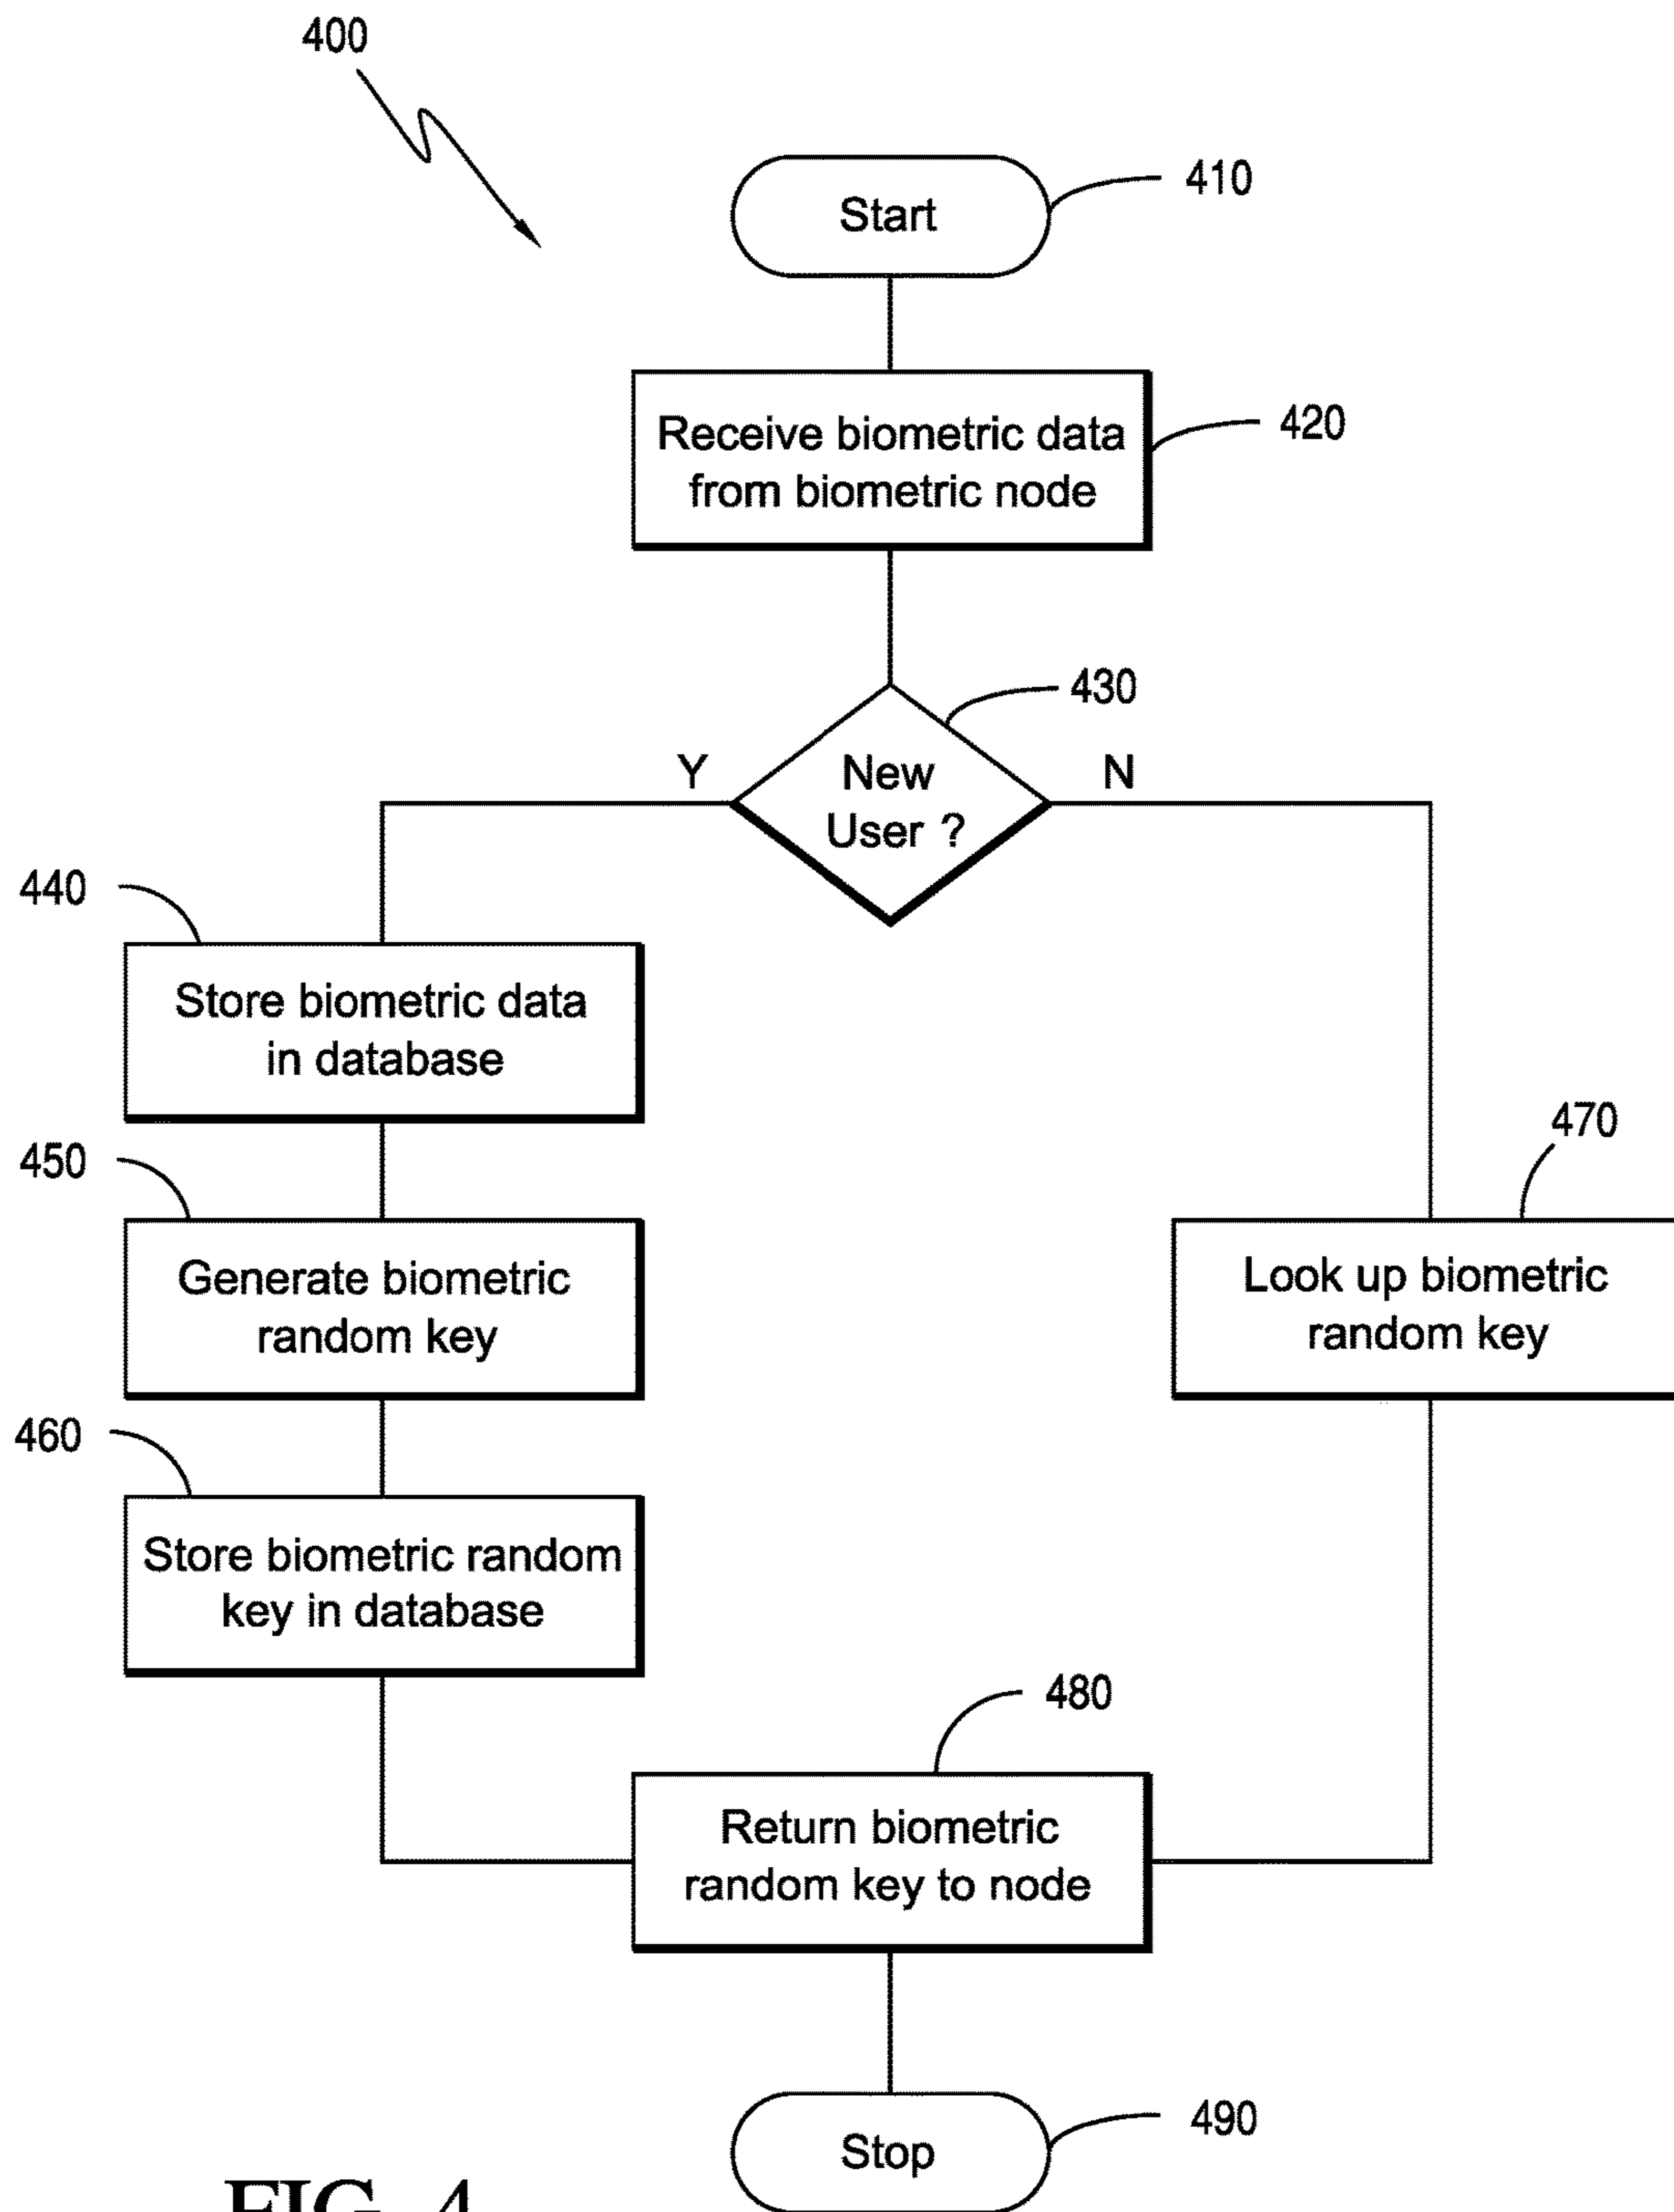 400
Start
410
Receive biometric data
from biometric node
420
430
New
User ?
Y
N
440
Store biometric data
in database
450
Generate biometric
random key
470
Look up biometric
random key
460
Store biometric random
key in database
480
Return biometric
random key to node
Stop
490
FIG. 4